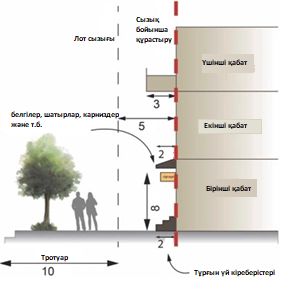 Сызық
бойынша
құрастыру
Лот сызығы
Үшінші қабат
3
5
белгілер, шатырлар, карниздер
және т.б.
Екінші қабат
2
Бірінші қабат
8
2
Тротуар
10
Тұрғын үй кіреберістері